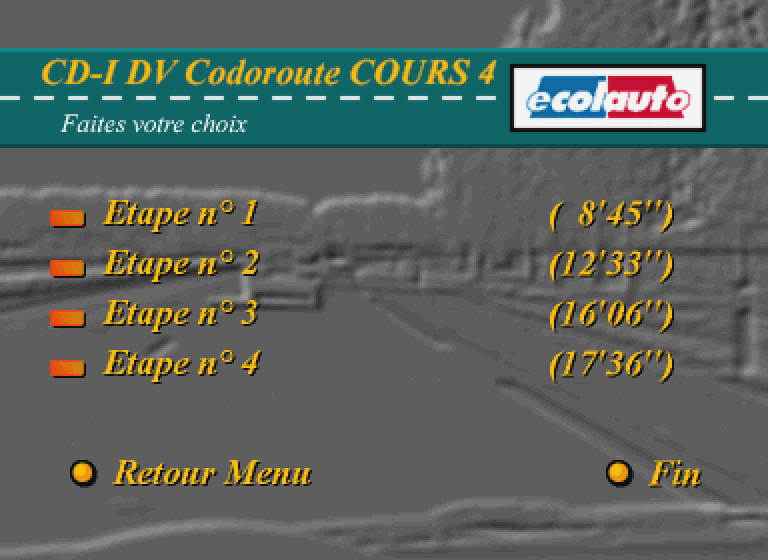 CD-I DV Codoroute COURS 4
ecolauto
Faites votre choix
Etape n° 1 ( 8'45")
Etape n° 2 (12'33")
Etape n° 3 (16'06")
Etape n° 4 (17'36")
Retour Menu Fin